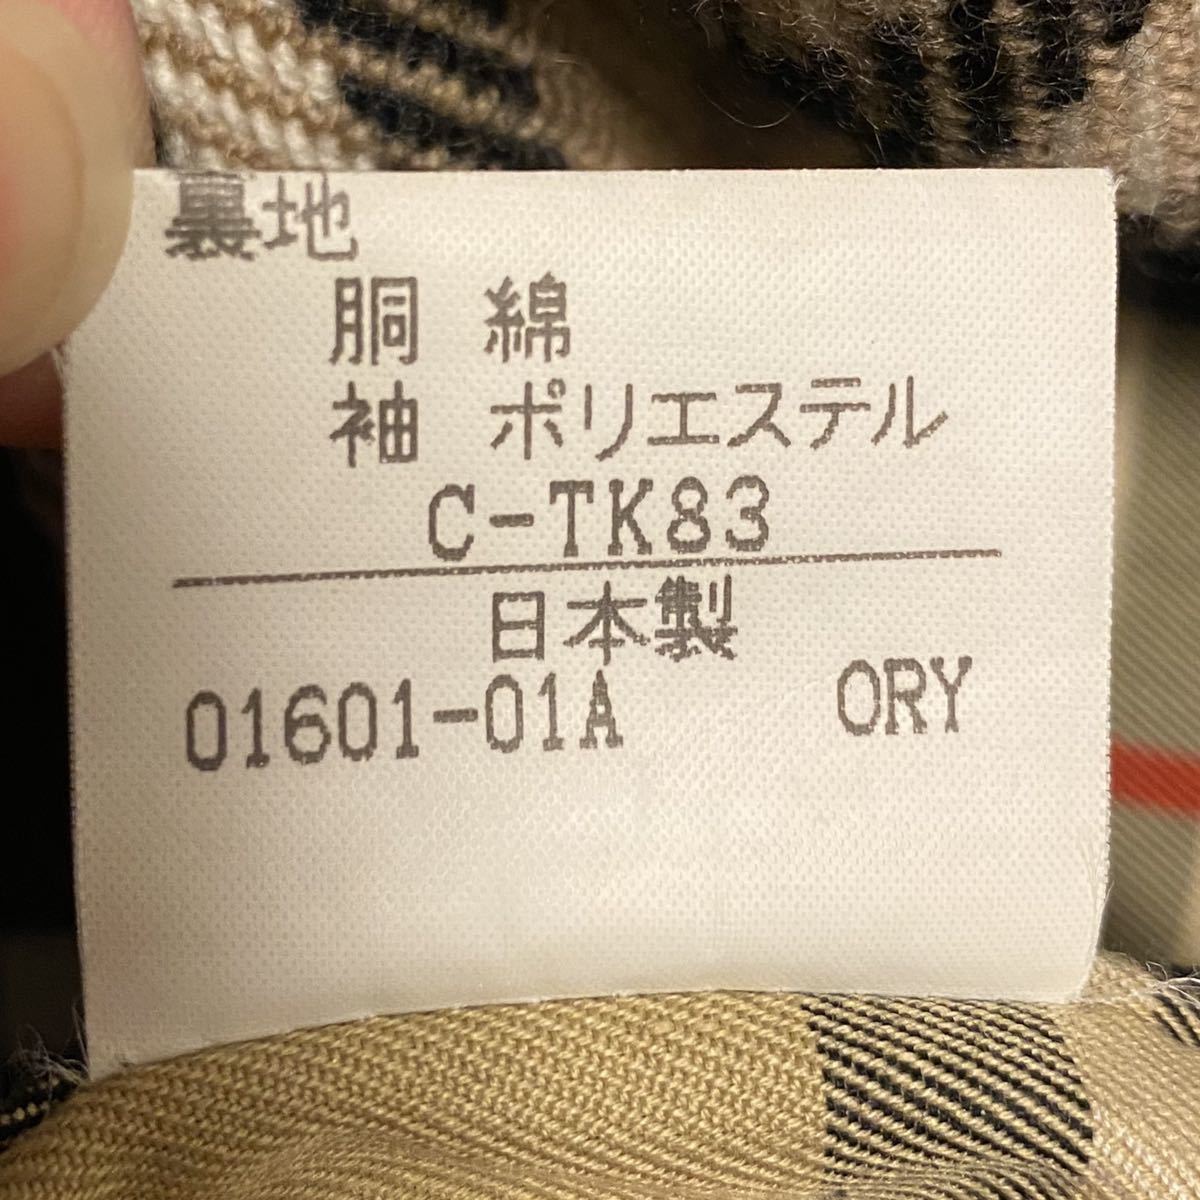 裏地
胴 綿
袖 ポリエステル
C-TK83
日本製
01601-01A ORY